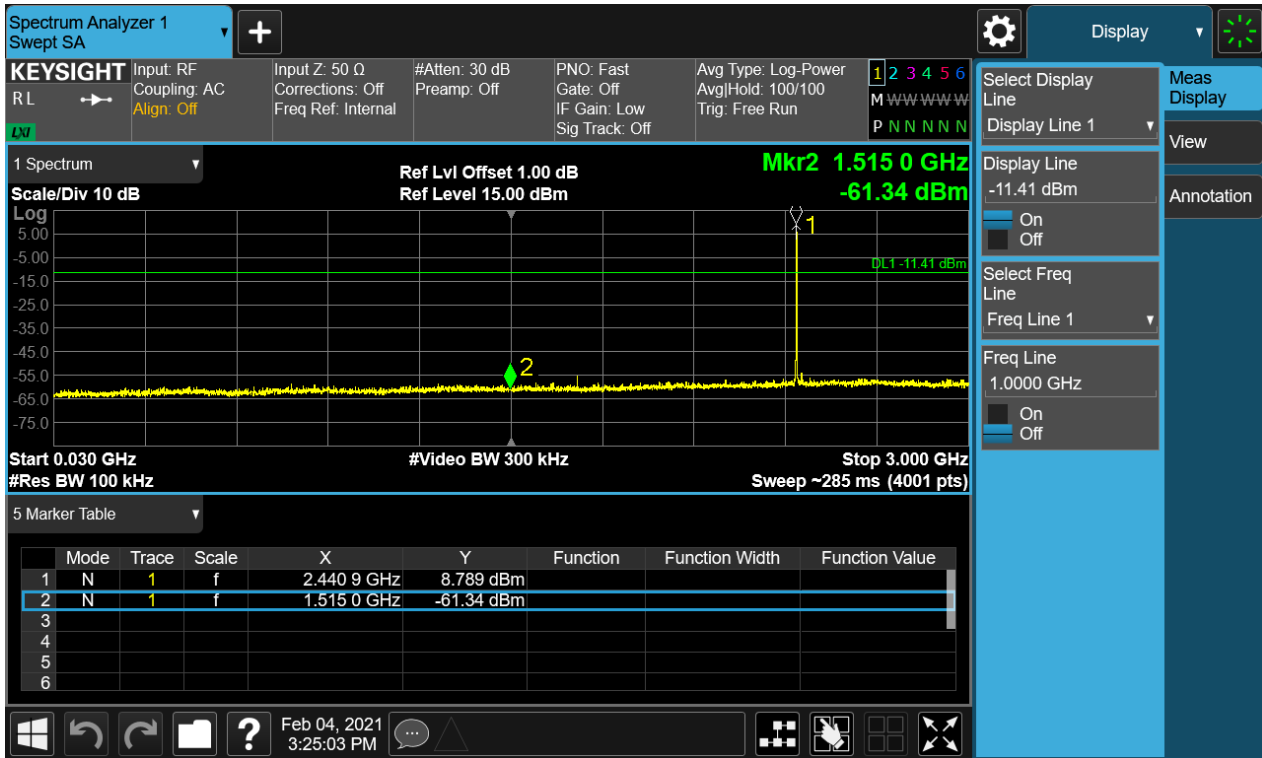 Spectrum Analyzer 1
Swept SA
+
Display
KEYSIGHT
R L
LXI
Input: RF
Coupling: AC
Align: Off
Input Z: 50 Ω
Corrections: Off
Freq Ref: Internal
#Atten: 30 dB
Preamp: Off
PNO: Fast
Gate: Off
IF Gain: Low
Sig Track: Off
Avg Type: Log-Power
Avg|Hold: 100/100
Trig: Free Run
1 2 3 4 5 6
M W W W W W
P N N N N N
1 Spectrum
Scale/Div 10 dB
Ref Lvl Offset 1.00 dB
Ref Level 15.00 dBm
Mkr2 1.515 0 GHz
-61.34 dBm
Log
5.00
-5.00
-15.0
-25.0
-35.0
-45.0
-55.0
-65.0
-75.0
1
DL1 -11.41 dBm
2
Start 0.030 GHz
#Res BW 100 kHz
#Video BW 300 kHz
Stop 3.000 GHz
Sweep ~285 ms (4001 pts)
5 Marker Table
Mode Trace Scale X Y Function Function Width Function Value
1 N 1 f 2.440 9 GHz 8.789 dBm
2 N 1 f 1.515 0 GHz -61.34 dBm
3
4
5
6
?
Feb 04, 2021
3:25:03 PM
Select Display
Line
Display Line 1
Display Line
-11.41 dBm
On
Off
Select Freq
Line
Freq Line 1
Freq Line
1.0000 GHz
On
Off
Meas
Display
View
Annotation